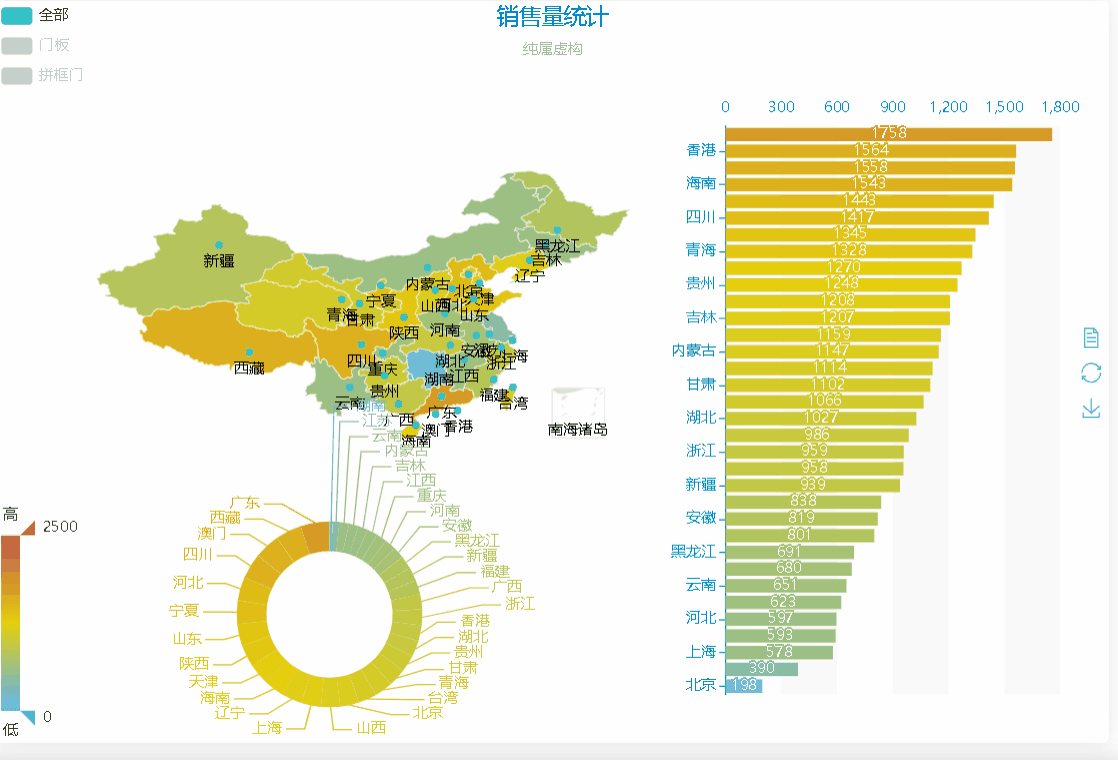 全部
门板
拼框门
销售量统计
纯属虚构
新疆
西藏
青海
甘肃
宁夏
内蒙古
黑龙江
吉林
辽宁
北京
天津
山西
河北
山东
陕西
河南
四川
重庆
湖北
安徽
江苏
上海
浙江
湖南
江西
贵州
云南
广西
广东
福建
台湾
香港
澳门
海南
南海诸岛
高
2500
0
低
湖南
江苏
云南
内蒙古
吉林
江西
重庆
河南
安徽
黑龙江
新疆
福建
广西
浙江
香港
湖北
贵州
甘肃
青海
台湾
北京
山西
上海
辽宁
海南
天津
陕西
山东
宁夏
河北
四川
澳门
西藏
广东
0 300 600 900 1,200 1,500 1,800
1758
香港 1564
1558
海南 1543
1443
四川 1417
1345
青海 1328
1270
贵州 1248
1208
吉林 1207
1159
内蒙古 1147
1114
甘肃 1102
1066
湖北 1027
986
浙江 959
958
新疆 939
838
安徽 819
801
黑龙江 691
680
云南 651
623
河北 597
593
上海 578
390
北京 198